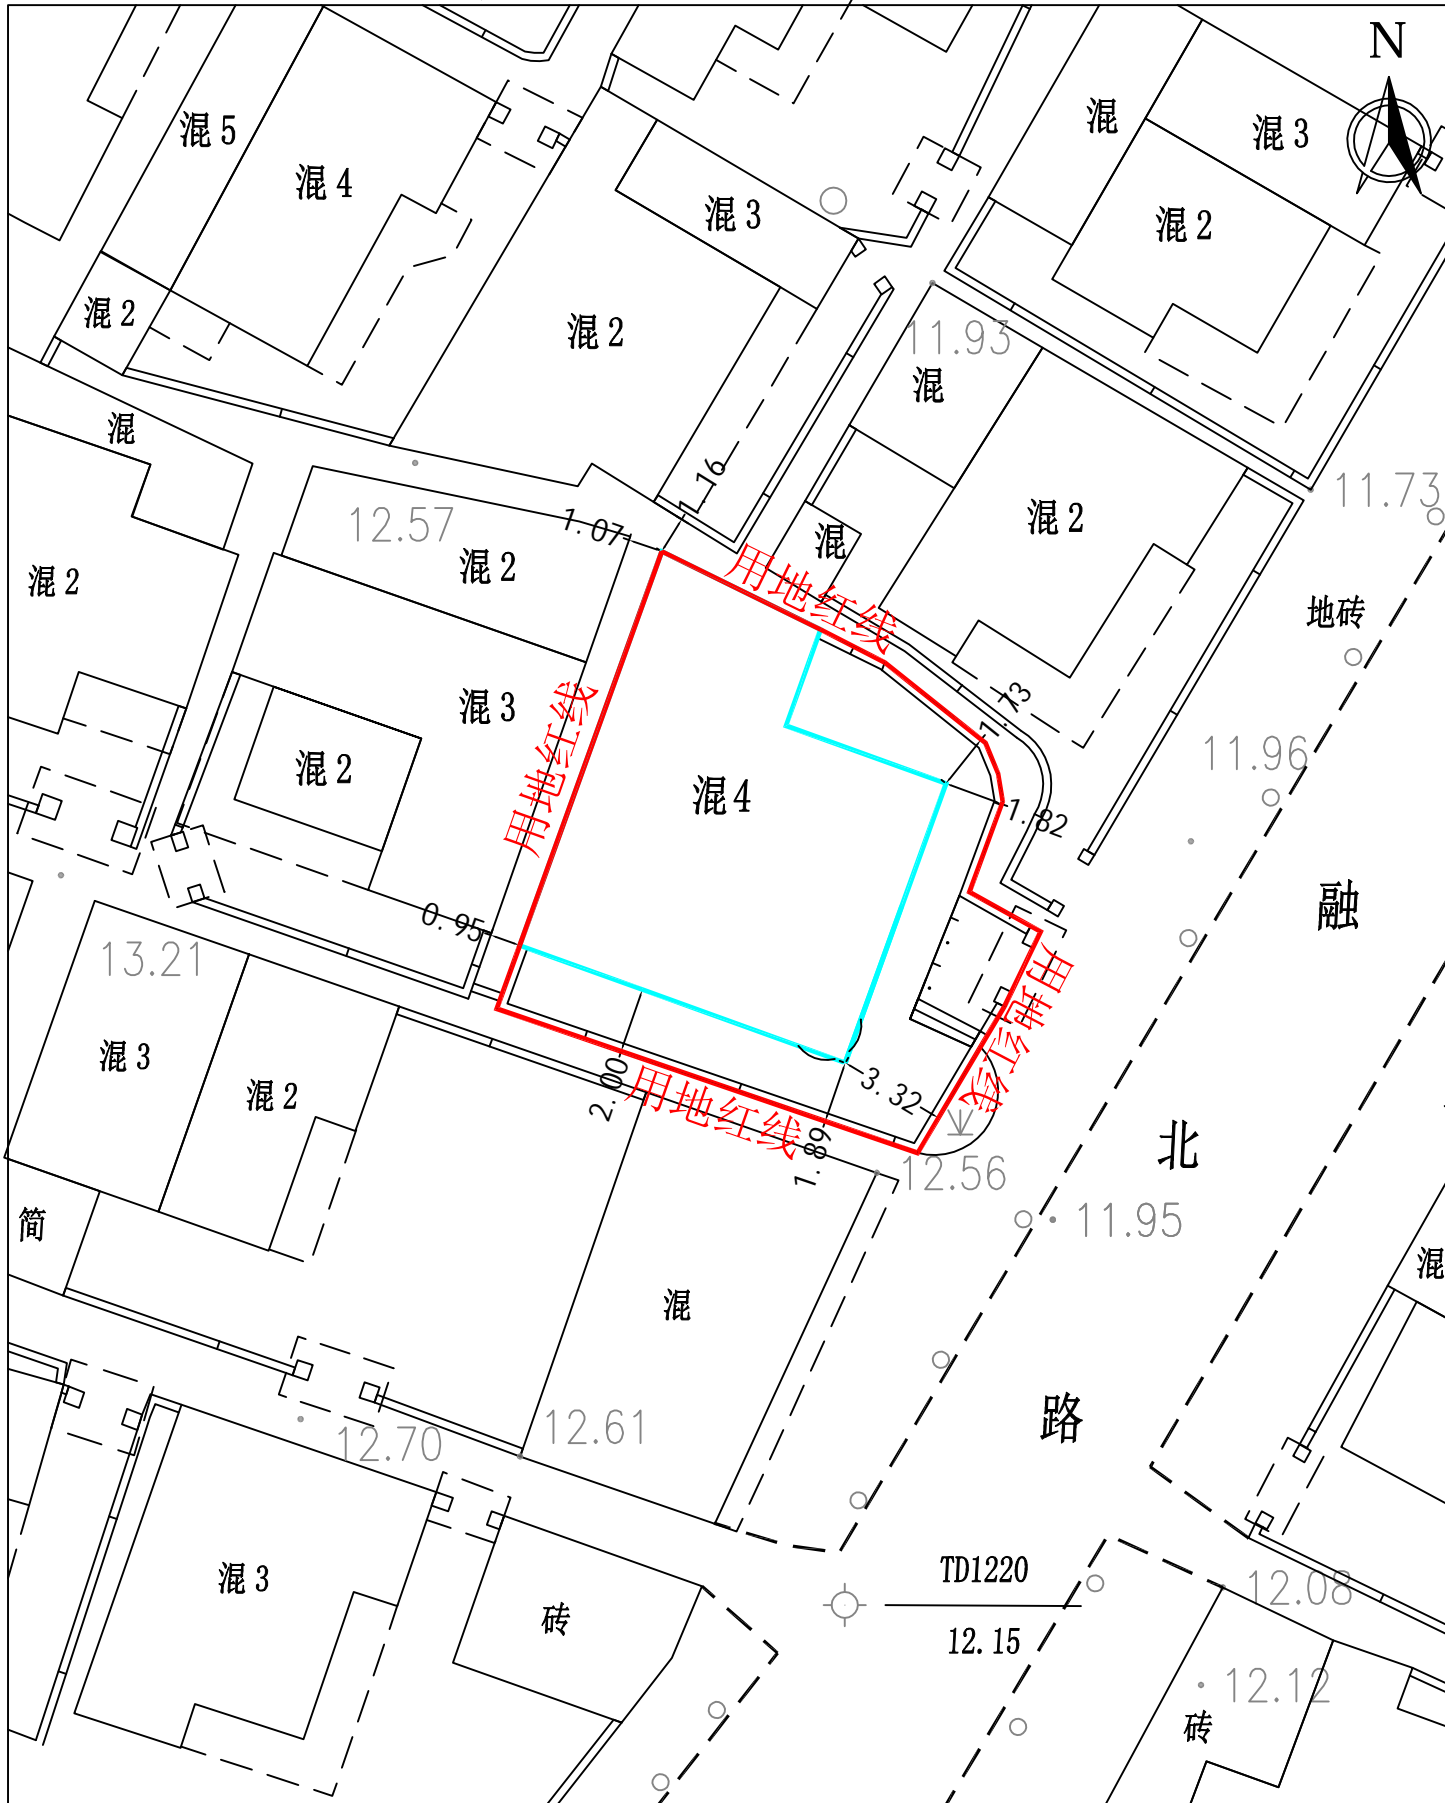 N
混5
混
混3
混4
混3
混2
混2
混2
11.93
混
混
1.16
11.73
12.57
1.07
混2
混
混2
混2
用地红线
地砖
用地红线
混3
1.73
混2
混4
11.96
1.82
融
0.95
13.21
用地红线
混3
混2
2.00
用地红线
3.32
1.89
12.56
北
11.95
简
混
混
路
12.61
12.70
混3
TD1220
12.15
砖
12.08
12.12
砖